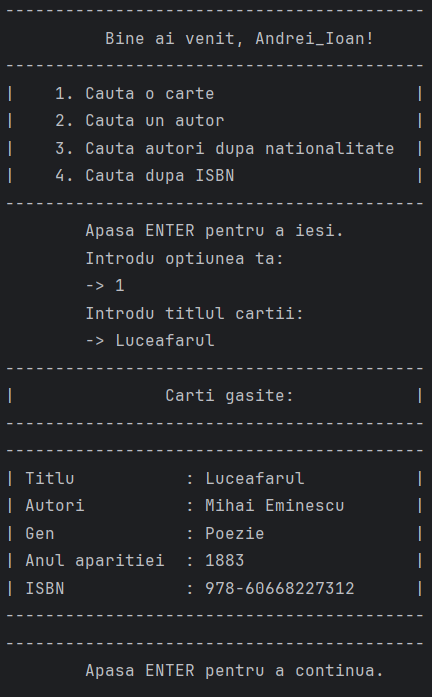 ------------------------------------------
Bine ai venit, Andrei_Ioan!
------------------------------------------
|    1. Cauta o carte                    |
|    2. Cauta un autor                   |
|    3. Cauta autori dupa nationalitate  |
|    4. Cauta dupa ISBN                  |
------------------------------------------
Apasa ENTER pentru a iesi.
Introdu optiunea ta:
-> 1
Introdu titlul cartii:
-> Luceafarul
------------------------------------------
|               Carti gasite:            |
------------------------------------------
------------------------------------------
| Titlu           : Luceafarul           |
| Autori          : Mihai Eminescu       |
| Gen             : Poezie               |
| Anul aparitiei  : 1883                 |
| ISBN            : 978-60668227312      |
------------------------------------------
------------------------------------------
Apasa ENTER pentru a continua.